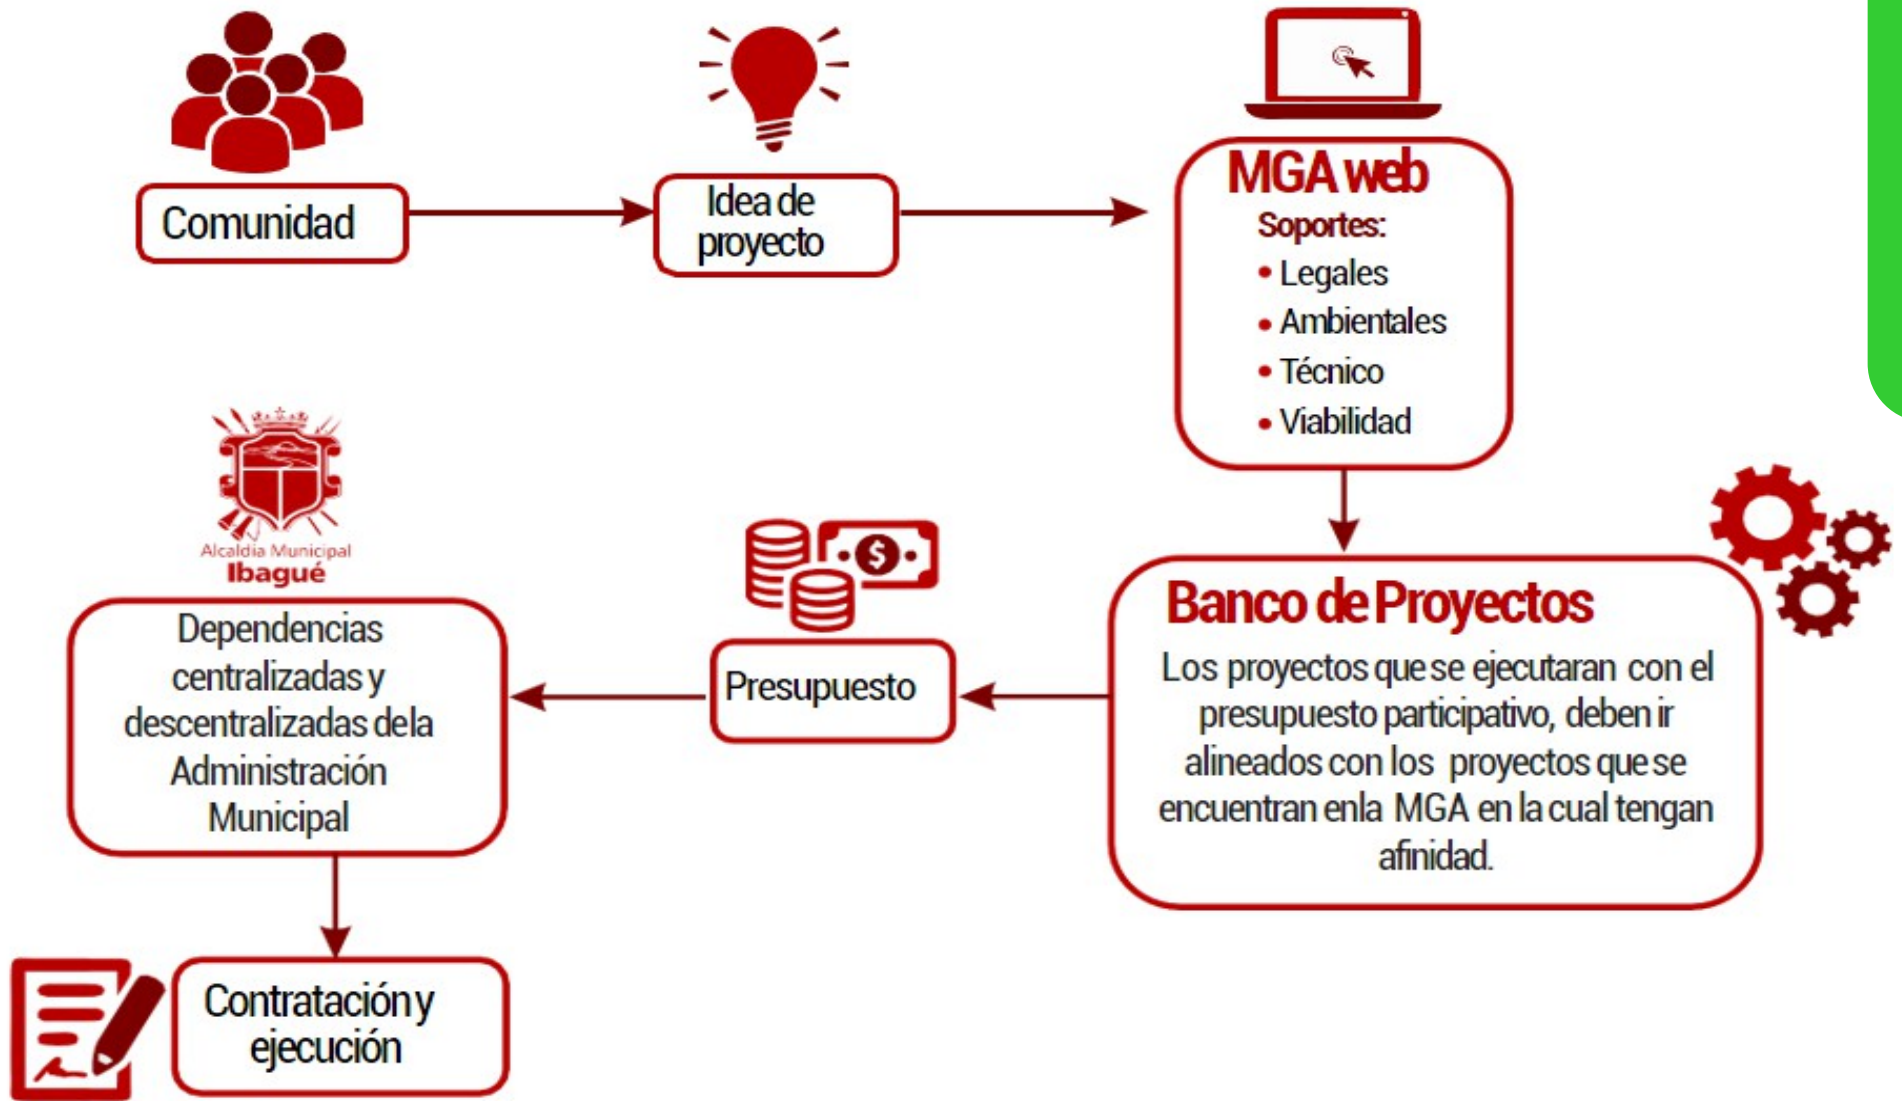 Comunidad
Idea de
proyecto
MGA web
Soportes:
• Legales
• Ambientales
• Técnico
• Viabilidad
Banco de Proyectos
Los proyectos que se ejecutaran con el
presupuesto participativo, deben ir
alineados con los proyectos que se
encuentran enla MGA en la cual tengan
afinidad.
$
Presupuesto
Alcaldía Municipal
Ibagué
Dependencias
centralizadas y
descentralizadas dela
Administración
Municipal
Contratación y
ejecución